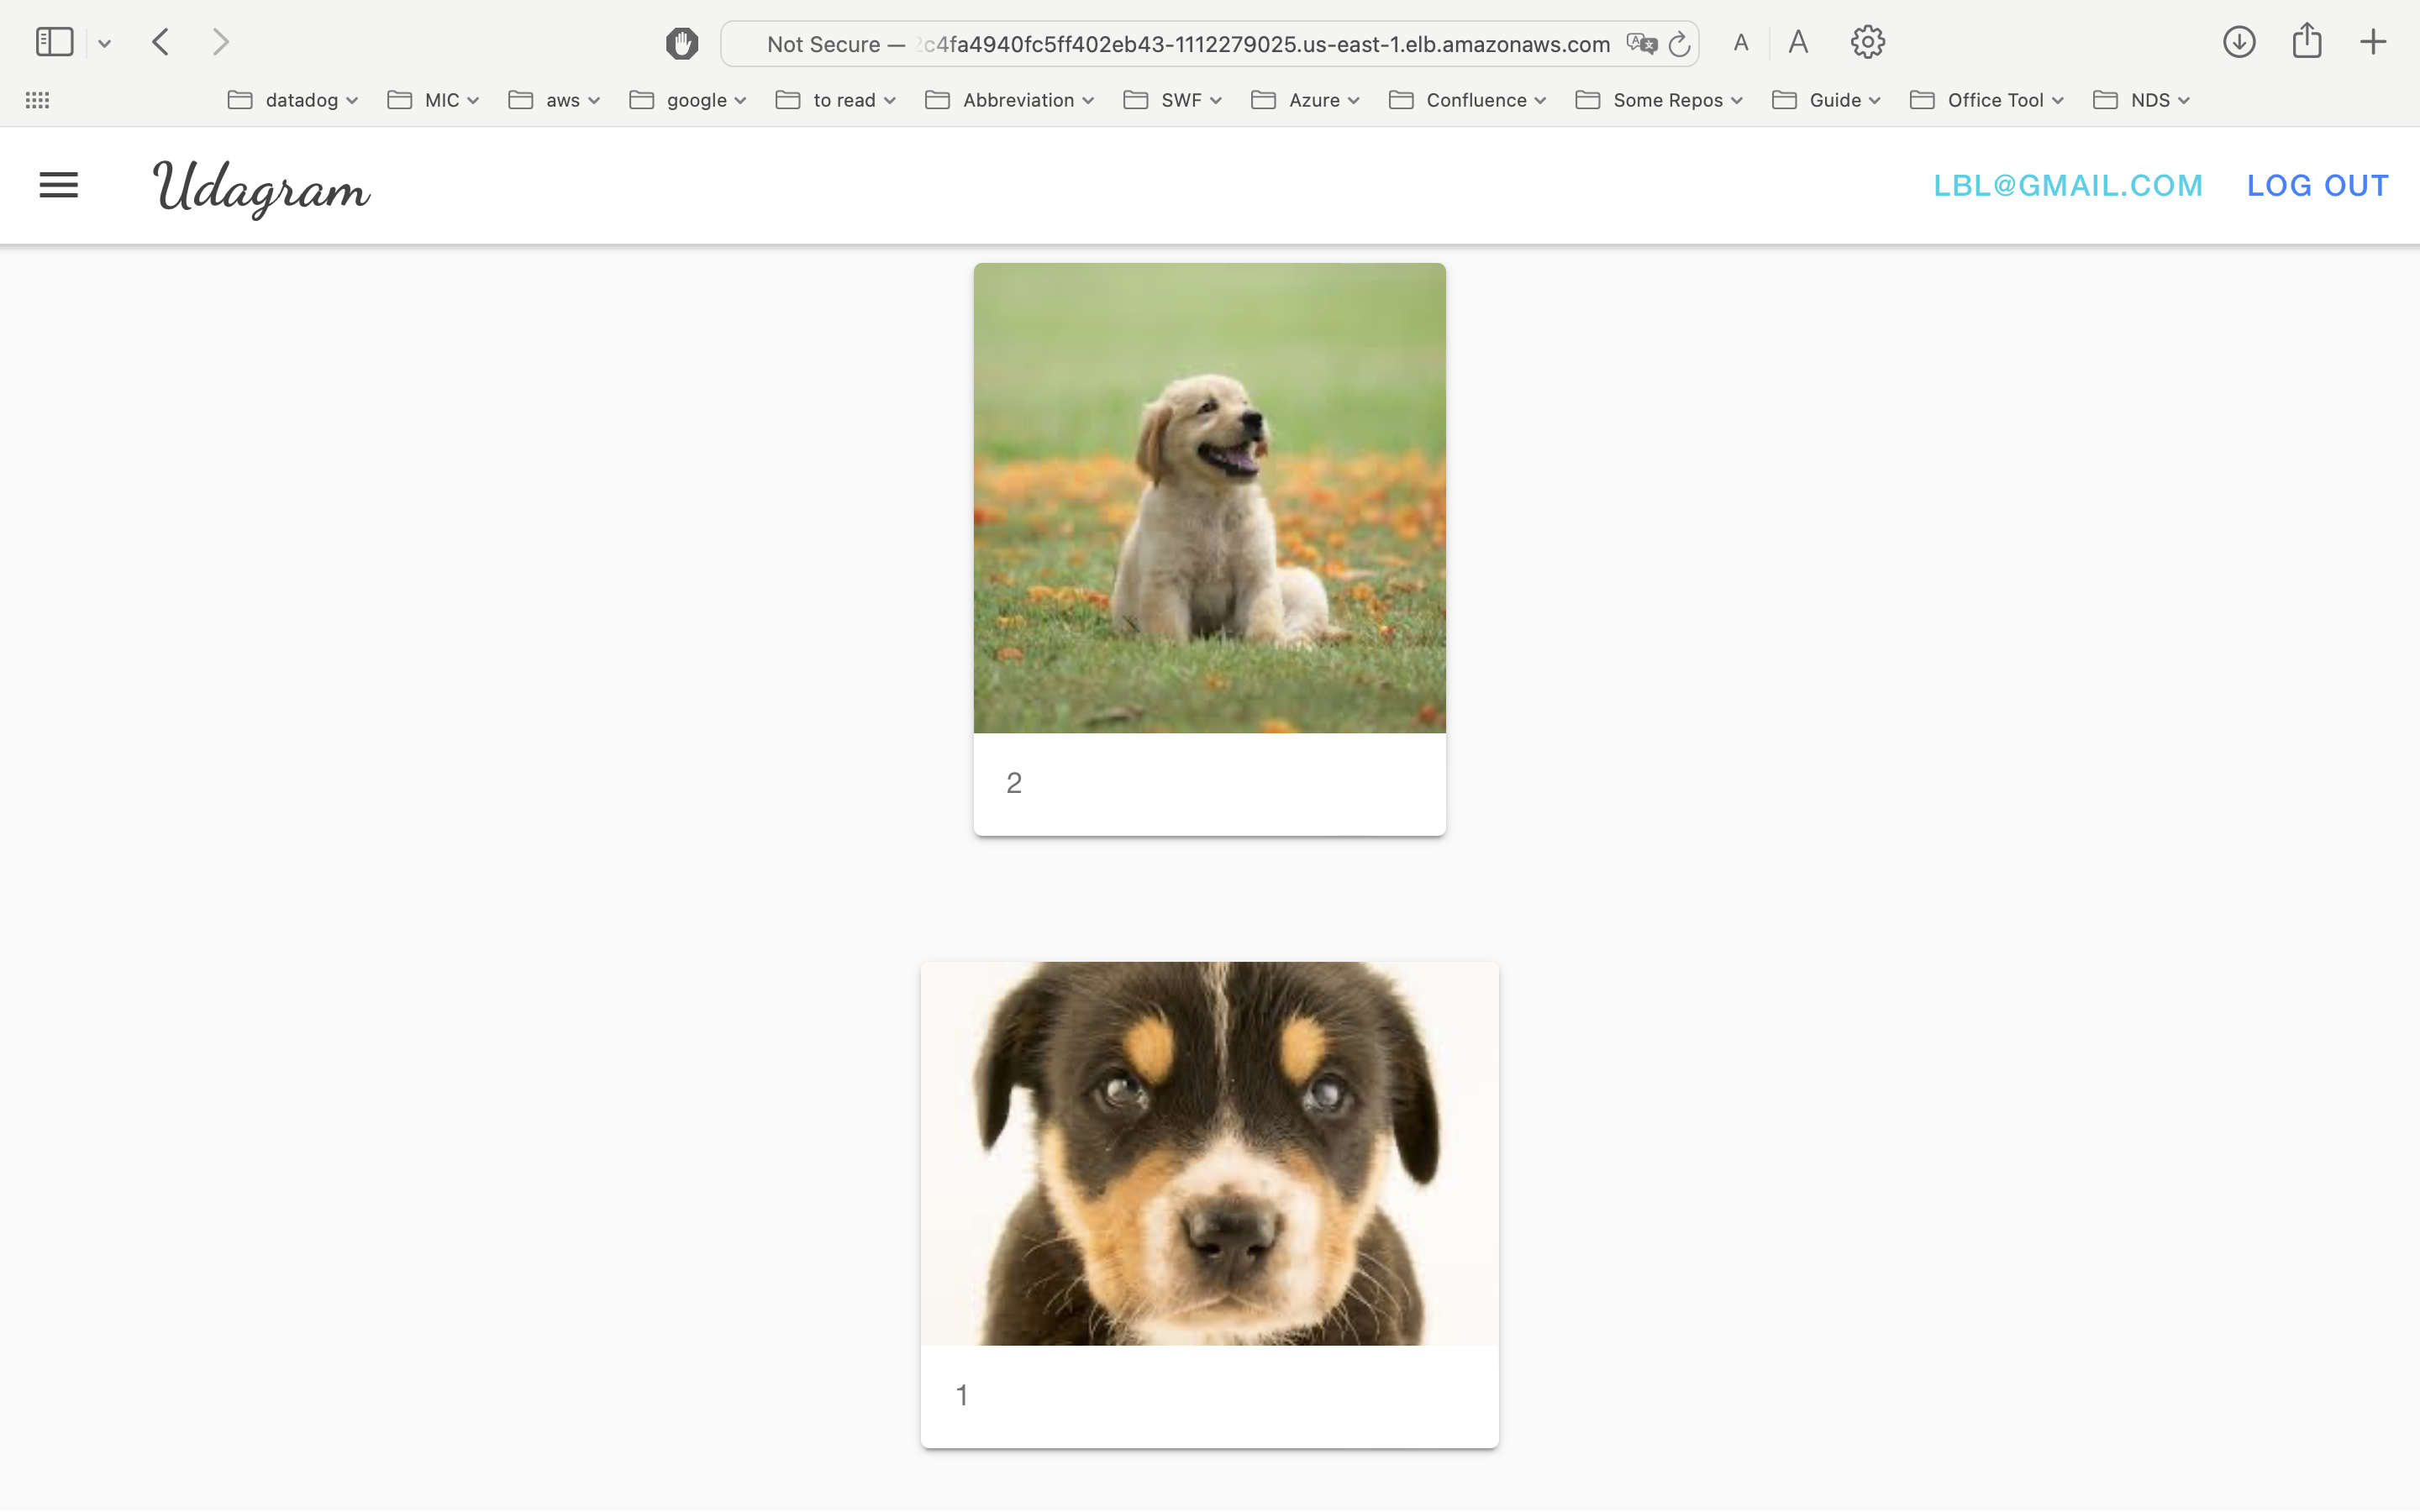 Not Secure — 2c4fa4940fc5ff402eb43-1112279025.us-east-1.elb.amazonaws.com A A
datadog MIC aws google to read Abbreviation SWF Azure Confluence Some Repos Guide Office Tool NDS
Udagram LBL@GMAIL.COM LOG OUT
2
1